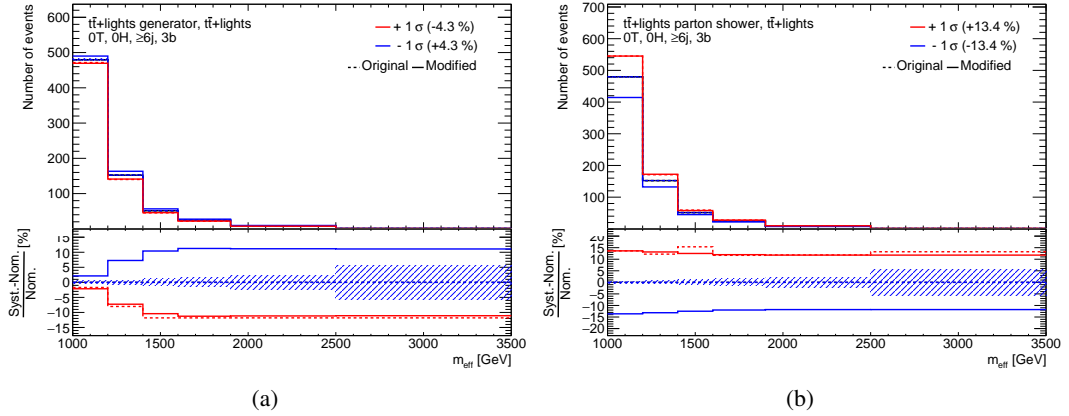 tt̄+lights generator, tt̄+lights
0T, 0H, ≥6j, 3b
+ 1 σ (-4.3 %)
- 1 σ (+4.3 %)
Original Modified
Number of events
600
500
400
300
200
100
Syst.-Nom. [%]
Nom.
15
10
5
0
-5
-10
-15
1000 1500 2000 2500 3000 3500
m_eff [GeV]
(a)
tt̄+lights parton shower, tt̄+lights
0T, 0H, ≥6j, 3b
+ 1 σ (+13.4 %)
- 1 σ (-13.4 %)
Original Modified
Number of events
700
600
500
400
300
200
100
Syst.-Nom. [%]
Nom.
20
15
10
5
0
-5
-10
-15
-20
1000 1500 2000 2500 3000 3500
m_eff [GeV]
(b)